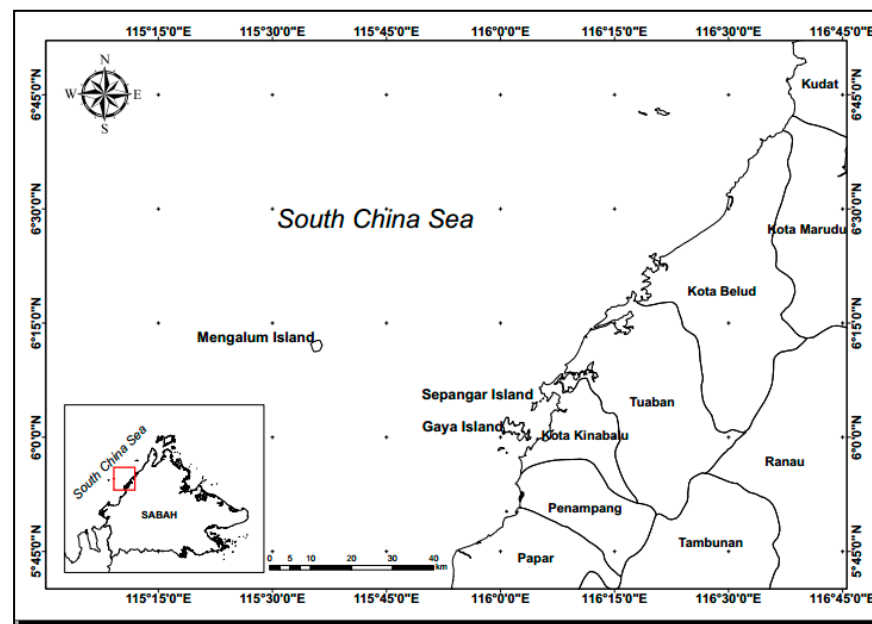 115°15'0"E 115°30'0"E 115°45'0"E 116°0'0"E 116°15'0"E 116°30'0"E 116°45'0"E
N
W E
S
6°45'0"N 6°45'0"N
Kudat
6°30'0"N 6°30'0"N
South China Sea
Kota Marudu
Kota Belud
6°15'0"N 6°15'0"N
Mengalum Island
Sepangar Island
Tuaban
Gaya Island
Kota Kinabalu
6°0'0"N 6°0'0"N
Ranau
South China Sea
SABAH
Penampang
Tambunan
Papar
5°45'0"N 5°45'0"N
0 5 10 20 30 40
km
115°15'0"E 115°30'0"E 115°45'0"E 116°0'0"E 116°15'0"E 116°30'0"E 116°45'0"E